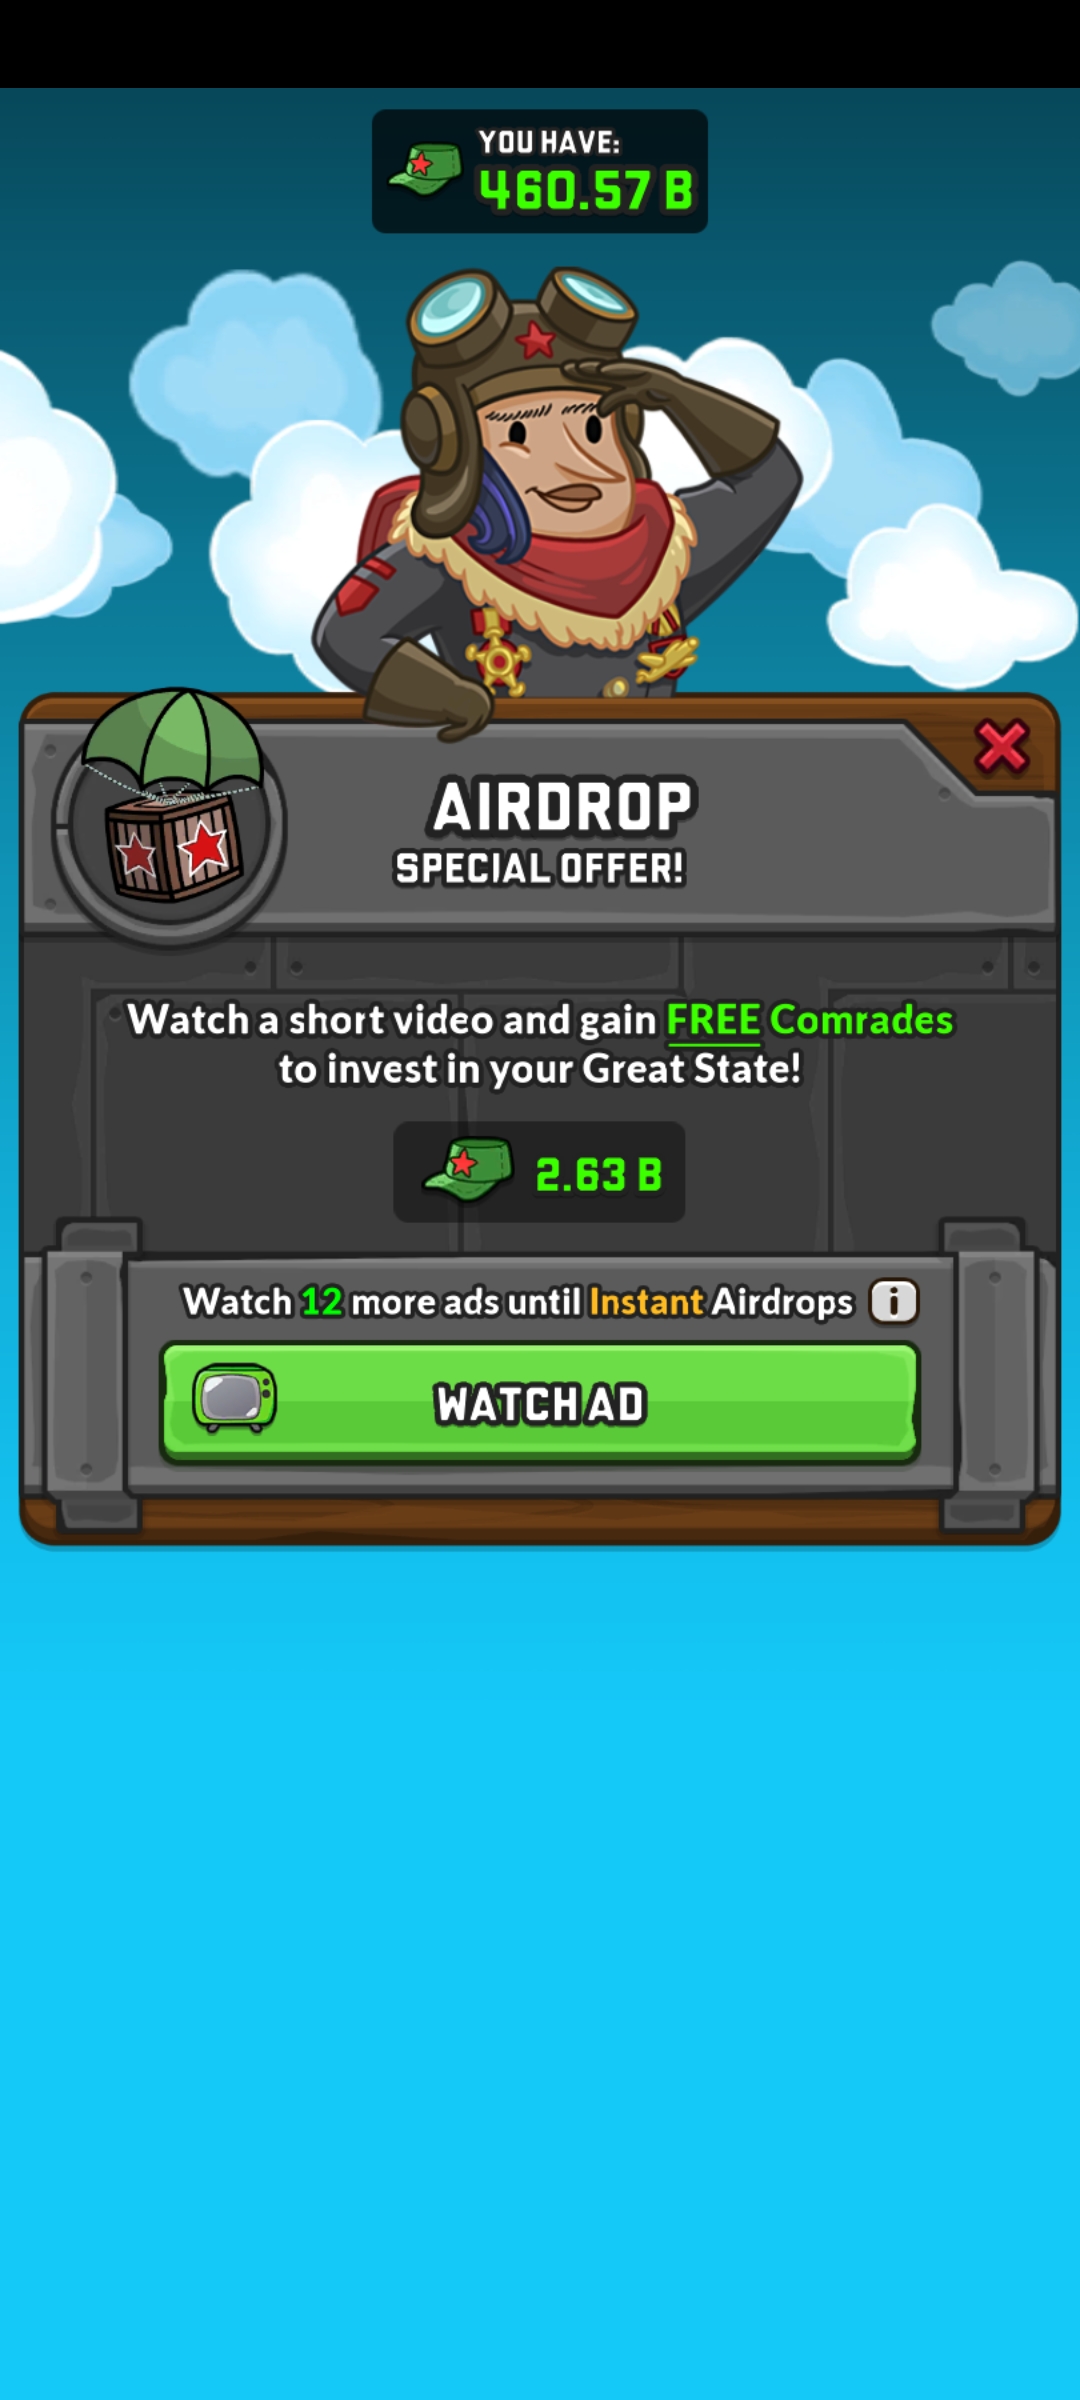 YOU HAVE:
460.57 B
AIRDROP
SPECIAL OFFER!
Watch a short video and gain FREE Comrades
to invest in your Great State!
2.63 B
Watch 12 more ads until Instant Airdrops i
WATCH AD